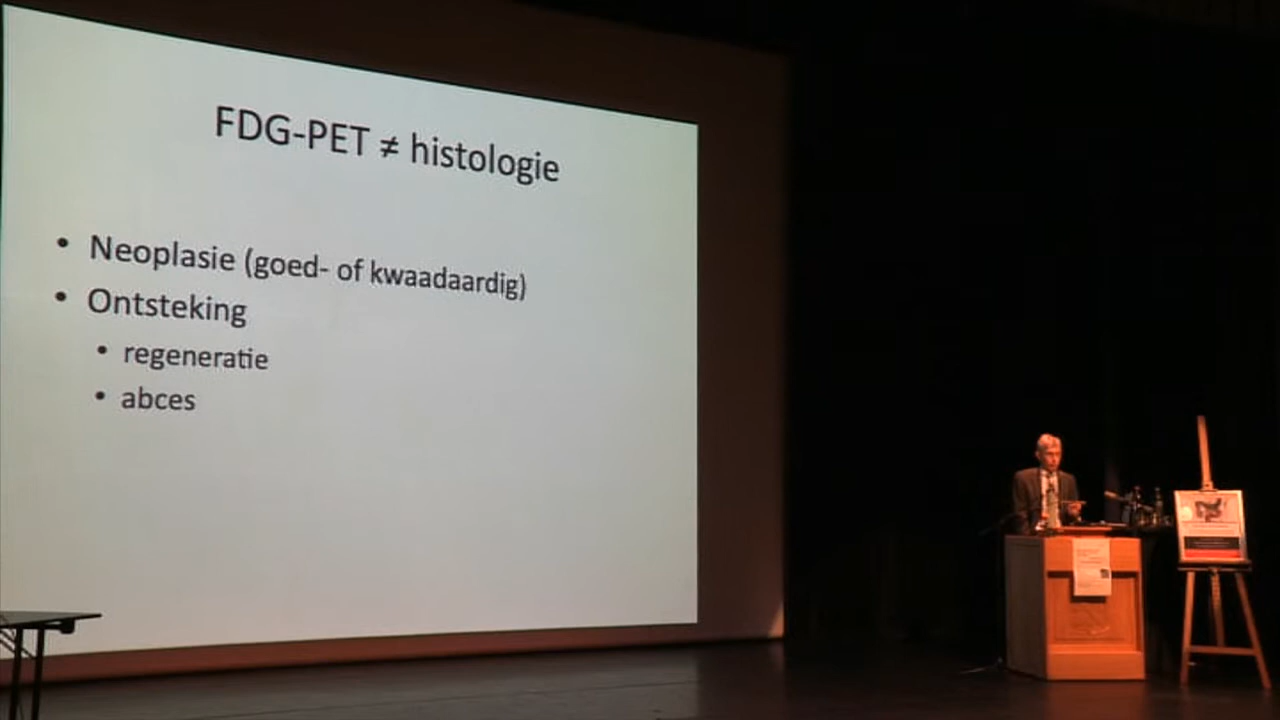 FDG-PET ≠ histologie
• Neoplasie (goed- of kwaadaardig)
• Ontsteking
• regeneratie
• abces